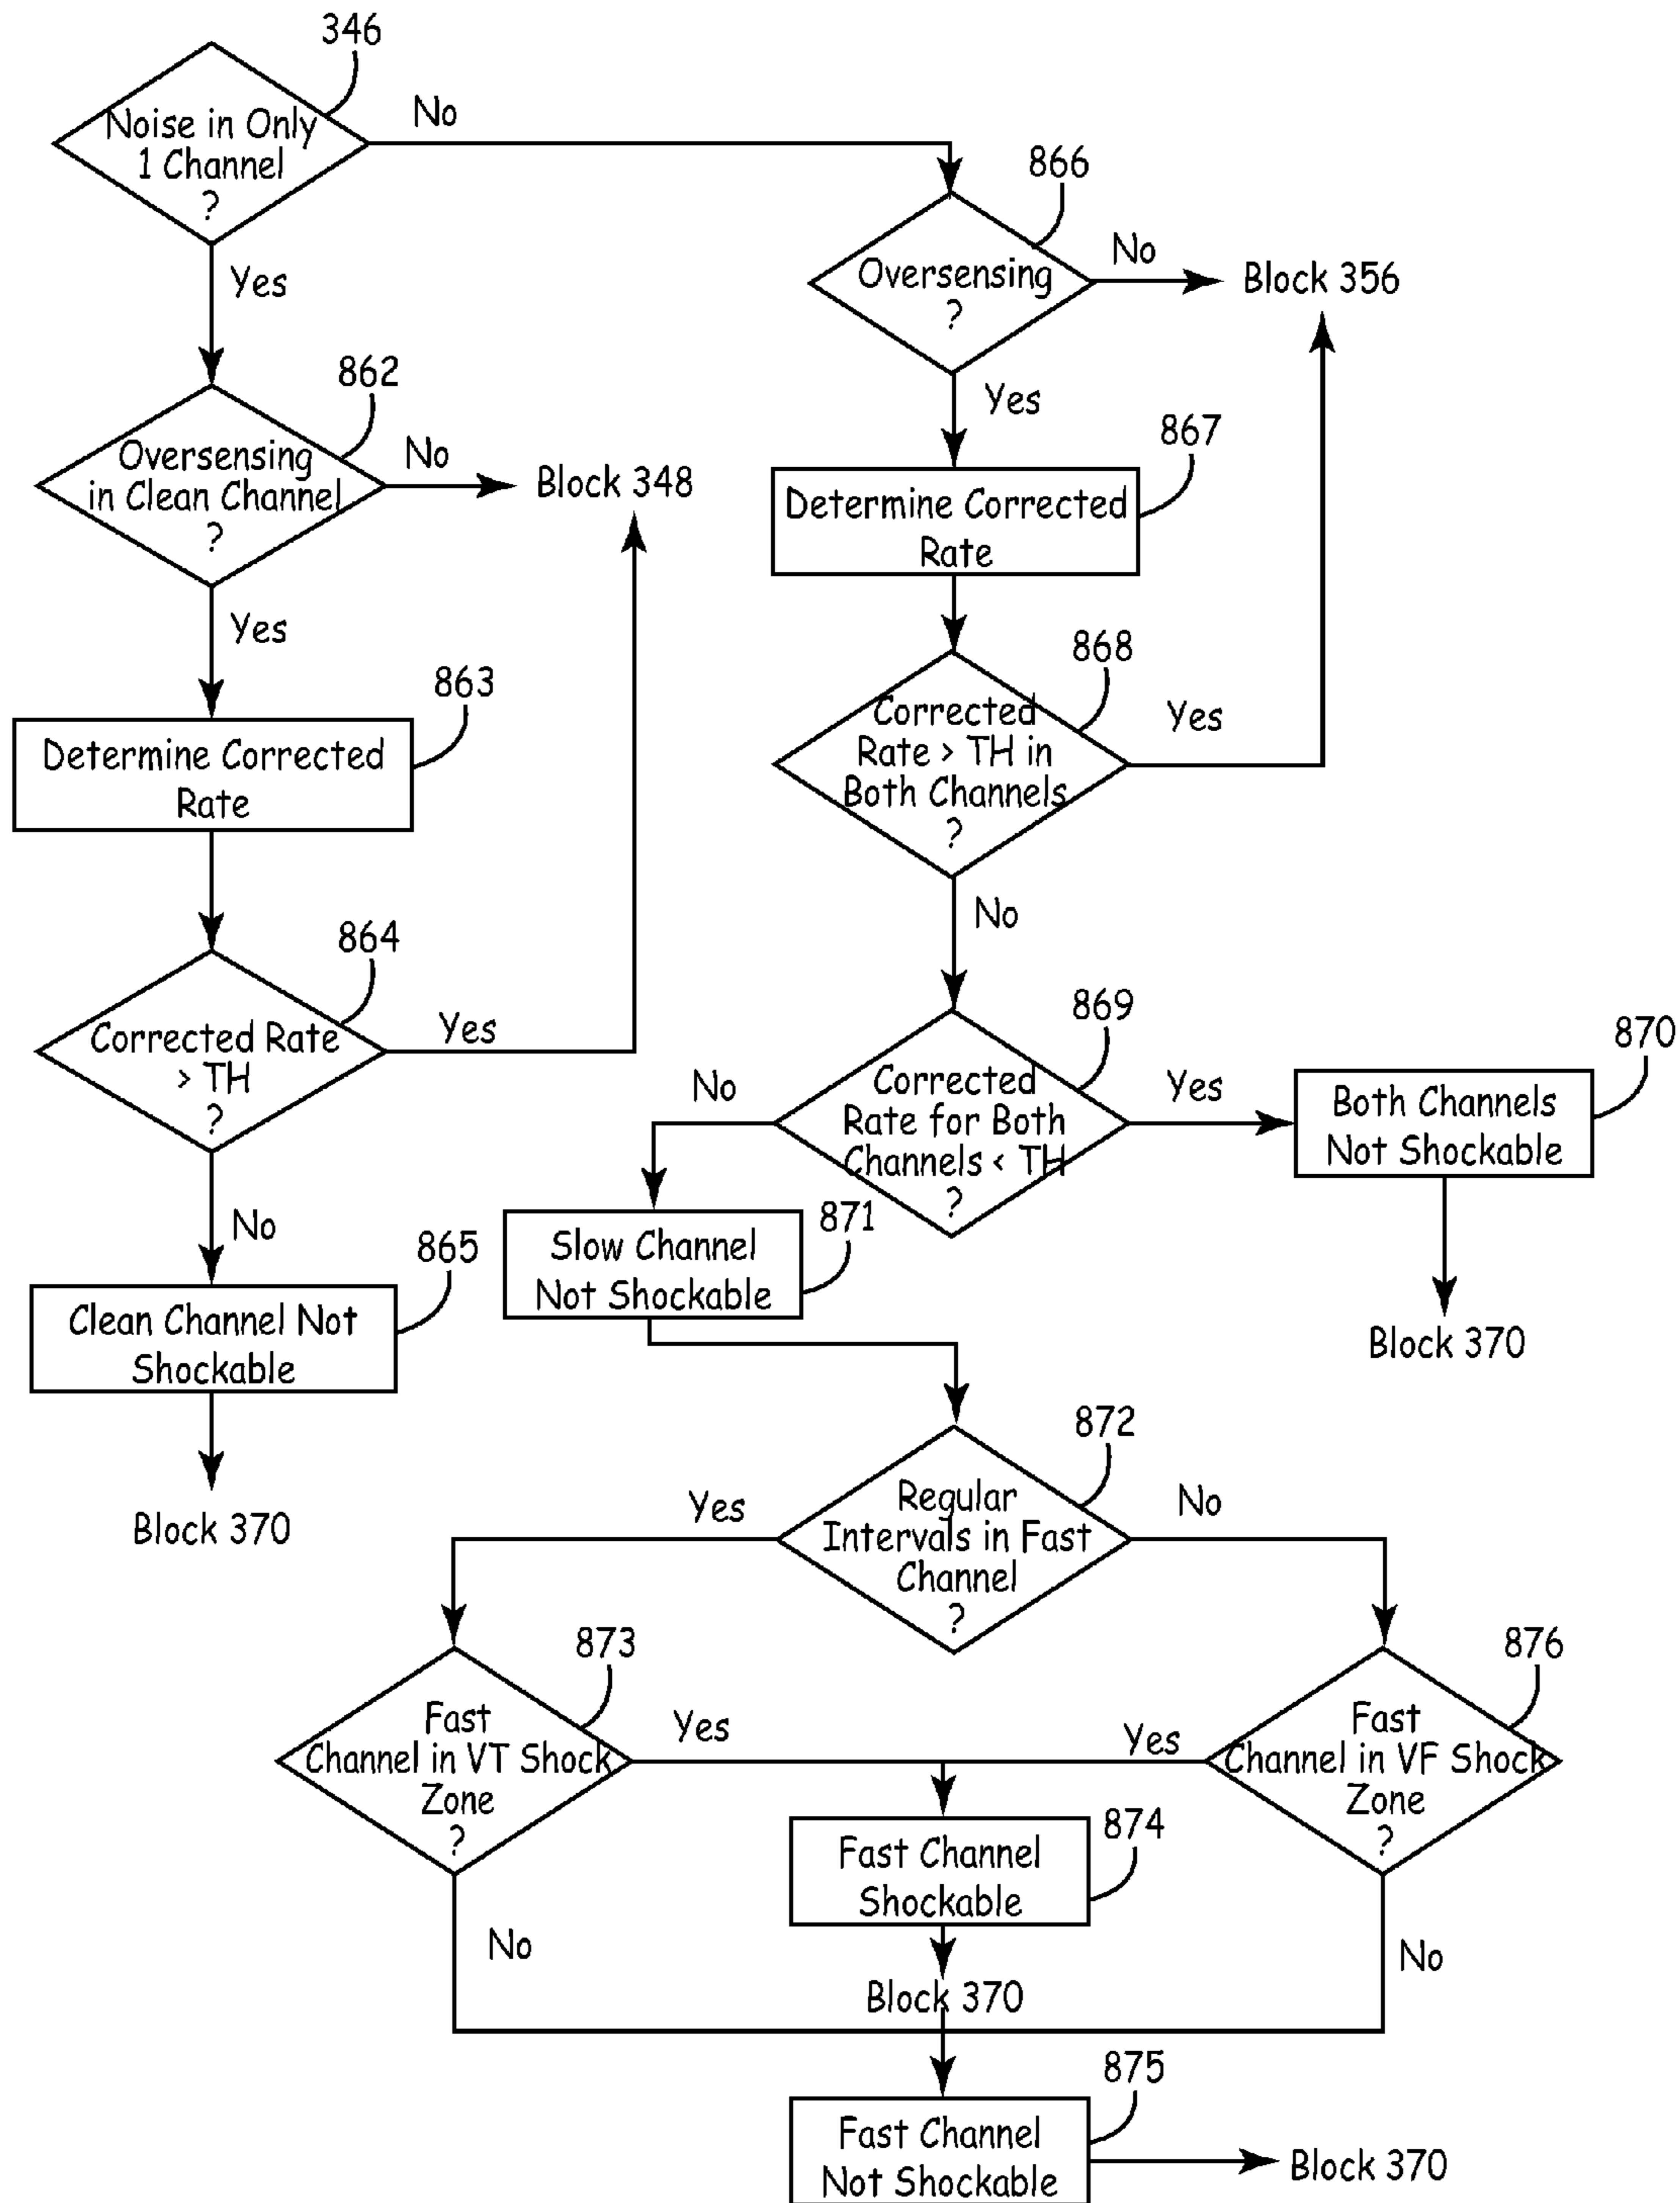 346
Noise in Only
1 Channel
?
No
Yes
866
Oversensing
?
No
Block 356
Yes
862
Oversensing
in Clean Channel
?
No
Block 348
Yes
867
Determine Corrected
Rate
863
Determine Corrected
Rate
868
Corrected
Rate > TH in
Both Channels
?
Yes
No
864
Corrected Rate
> TH
?
Yes
No
869
Corrected
Rate for Both
Channels < TH
?
No
Yes
870
Both Channels
Not Shockable
Block 370
865
Clean Channel Not
Shockable
Block 370
871
Slow Channel
Not Shockable
872
Regular
Intervals in Fast
Channel
?
Yes
No
873
Fast
Channel in VT Shock
Zone
?
Yes
No
876
Fast
Channel in VF Shock
Zone
?
Yes
No
874
Fast Channel
Shockable
Block 370
875
Fast Channel
Not Shockable
Block 370